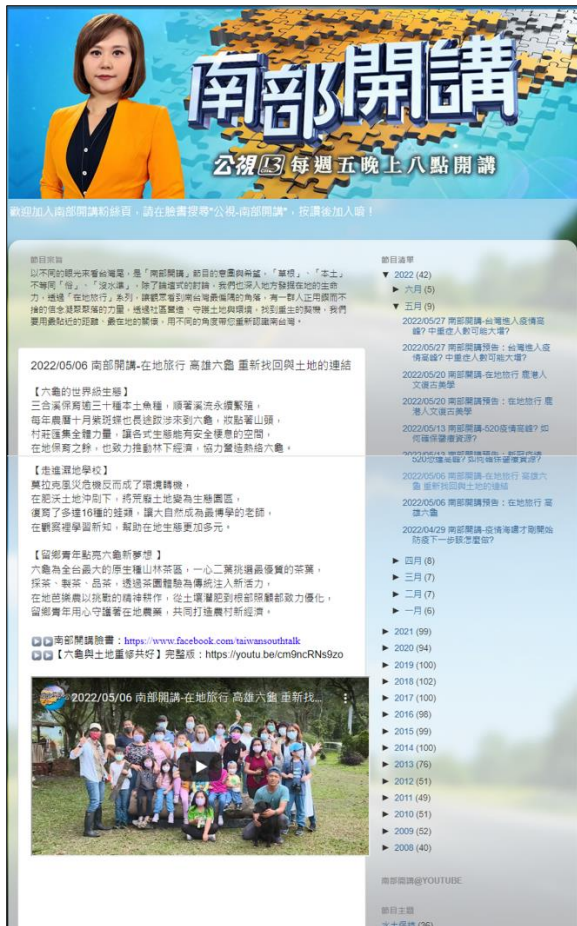 南部開講
公視 13 每週五晚上八點開講
歡迎加入南部開講粉絲頁，請在臉書搜尋"公視-南部開講"，按讚後加入唷！
節目宗旨
以不同的眼光來看台灣尾，是「南部開講」節目的意圖與希望，「草根」、「本土」
不等同「俗」、「沒水準」，除了論壇式的討論，我們也深入地方發掘在地的生命
力，透過「在地旅行」系列，讓觀眾看到南台灣最偏隅的角落，有一群人正用鍥而不
捨的信念凝聚聚落的力量，透過社區營造、守護土地與環境，找到重生的契機，我們
要用最貼近的距離、最在地的關懷，用不同的角度帶您重新認識南台灣。
2022/05/06 南部開講-在地旅行 高雄六龜 重新找回與土地的連結
【六龜的世界級生態】
三合溪保育逾三十種本土魚種，順著溪流永續繁殖，
每年農曆十月紫斑蝶也長途跋涉來到六龜，妝點著山頭，
村莊匯集全體力量，讓各式生態能有安全棲息的空間，
在地保育之餘，也致力推動林下經濟，協力營造熱絡六龜。
【走進濕地學校】
莫拉克風災危機反而成了環境轉機，
在肥沃土地沖刷下，將荒廢土地變為生態園區，
復育了多達16種的蛙類，讓大自然成為最博學的老師，
在觀察裡學習新知，幫助在地生態更加多元。
【留鄉青年點亮六龜新夢想 】
六龜為全台最大的原生種山林茶區，一心二葉挑選最優質的茶葉，
採茶、製茶、品茶，透過茶園體驗為傳統注入新活力，
在地芭樂農以挑戰的精神耕作，從土壤灌肥到根部照顧都致力優化，
留鄉青年用心守護著在地農業，共同打造農村新經濟。
南部開講臉書：https://www.facebook.com/taiwansouthtalk
【六龜與土地重修共好】完整版：https://youtu.be/cm9ncRNs9zo
2022/05/06 南部開講-在地旅行 高雄六龜 重新找...
節目清單
▼ 2022 (42)
► 六月 (5)
▼ 五月 (9)
2022/05/27 南部開講-台灣進入疫情高
峰? 中重症人數可能大增?
2022/05/27 南部開講預告：台灣進入疫
情高峰? 中重症人數可能大增?
2022/05/20 南部開講-在地旅行 鹿港人
文復古美學
2022/05/20 南部開講預告：在地旅行 鹿
港人文復古美學
2022/05/13 南部開講-520疫情高峰? 如
何確保醫療資源?
2022/05/06 南部開講-在地旅行 高雄六
龜 重新找回與土地的連結
2022/05/06 南部開講預告：在地旅行 高
雄六龜
2022/04/29 南部開講-疫情海嘯才剛開始
防疫下一步該怎麼做?
► 四月 (8)
► 三月 (7)
► 二月 (7)
► 一月 (6)
► 2021 (99)
► 2020 (94)
► 2019 (100)
► 2018 (102)
► 2017 (100)
► 2016 (98)
► 2015 (99)
► 2014 (100)
► 2013 (76)
► 2012 (51)
► 2011 (49)
► 2010 (51)
► 2009 (52)
► 2008 (40)
南部開講@YOUTUBE
節目主題